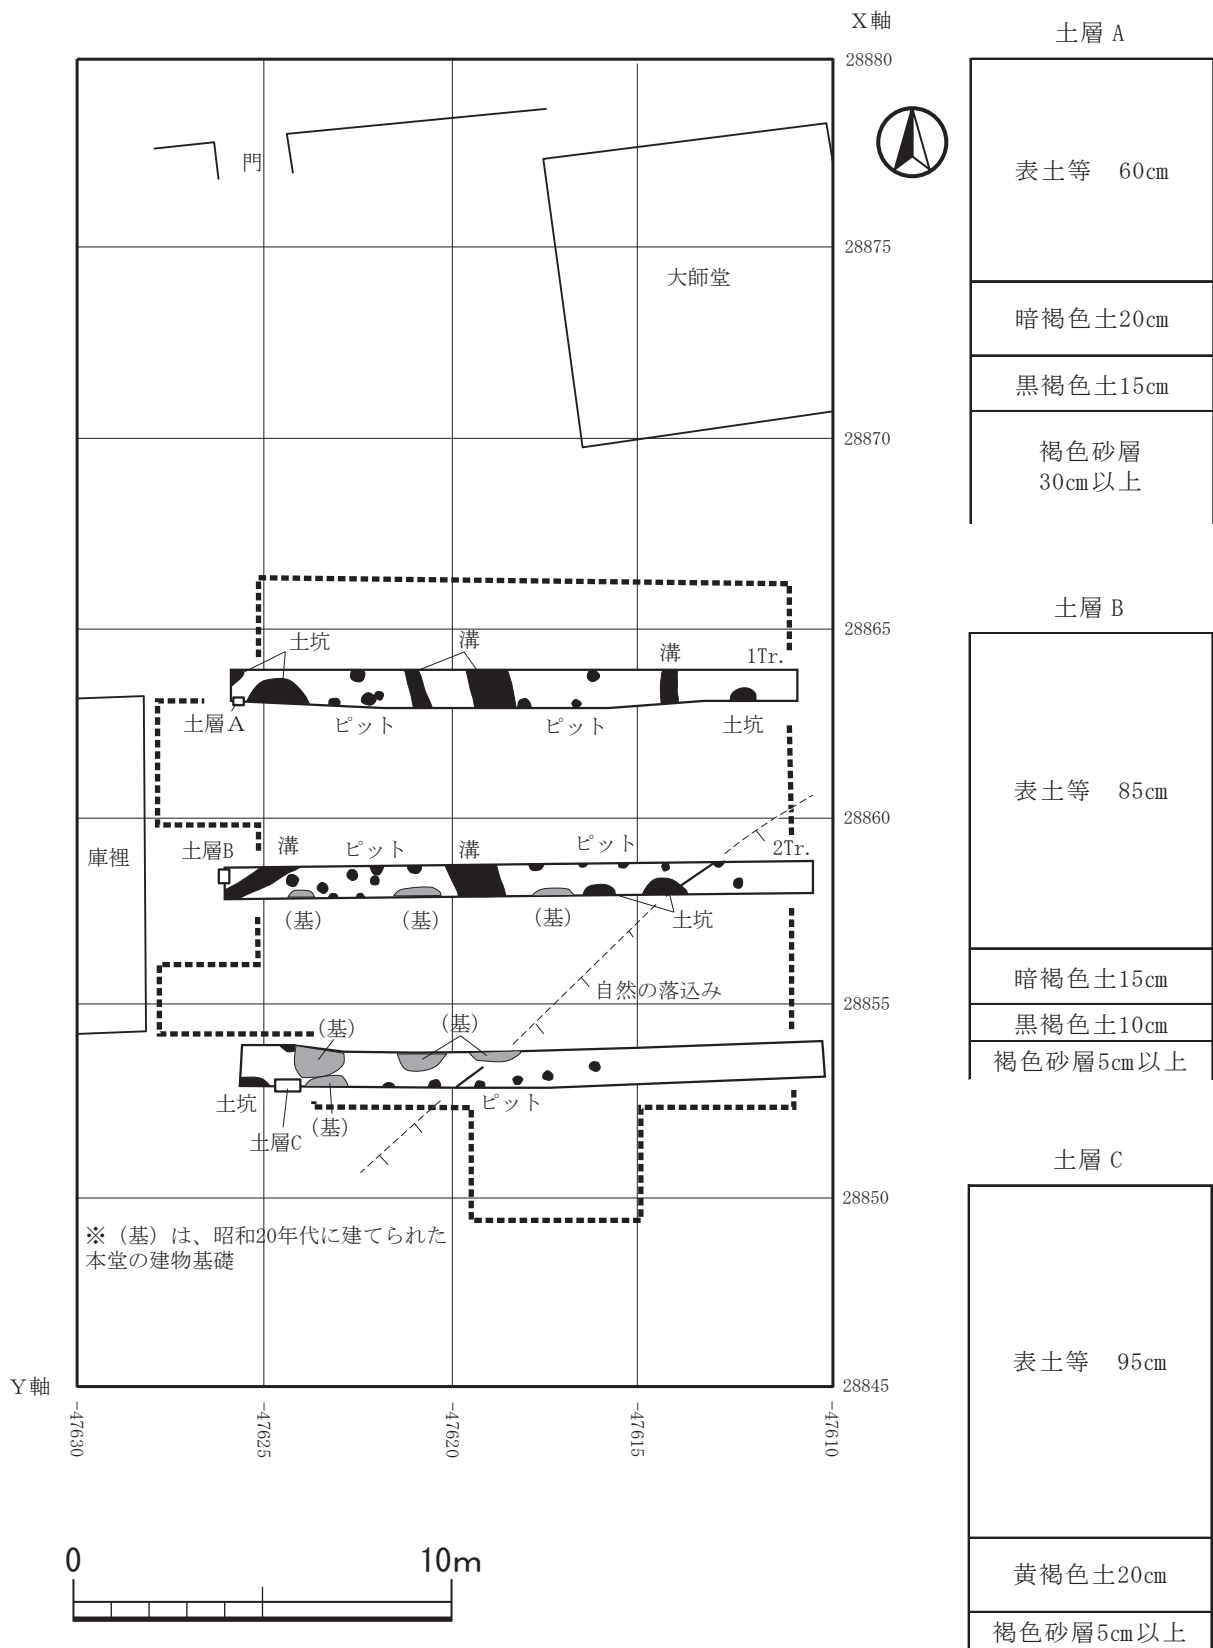 X軸
28880
28875
28870
28865
28860
28855
28850
28845
門
大師堂
土坑
溝
溝
1Tr.
土層A
ピット
ピット
土坑
庫裡
土層B
溝
ピット
溝
ピット
2Tr.
(基)
(基)
(基)
土坑
自然の落込み
(基)
(基)
土坑
土層C
(基)
ピット
※(基)は、昭和20年代に建てられた
本堂の建物基礎
Y軸
-47630
-47625
-47620
-47615
-47610
0
10m
土層 A
表土等　60㎝
暗褐色土20㎝
黒褐色土15㎝
褐色砂層
30㎝以上
土層 B
表土等　85㎝
暗褐色土15㎝
黒褐色土10㎝
褐色砂層5㎝以上
土層 C
表土等　95㎝
黄褐色土20㎝
褐色砂層5㎝以上